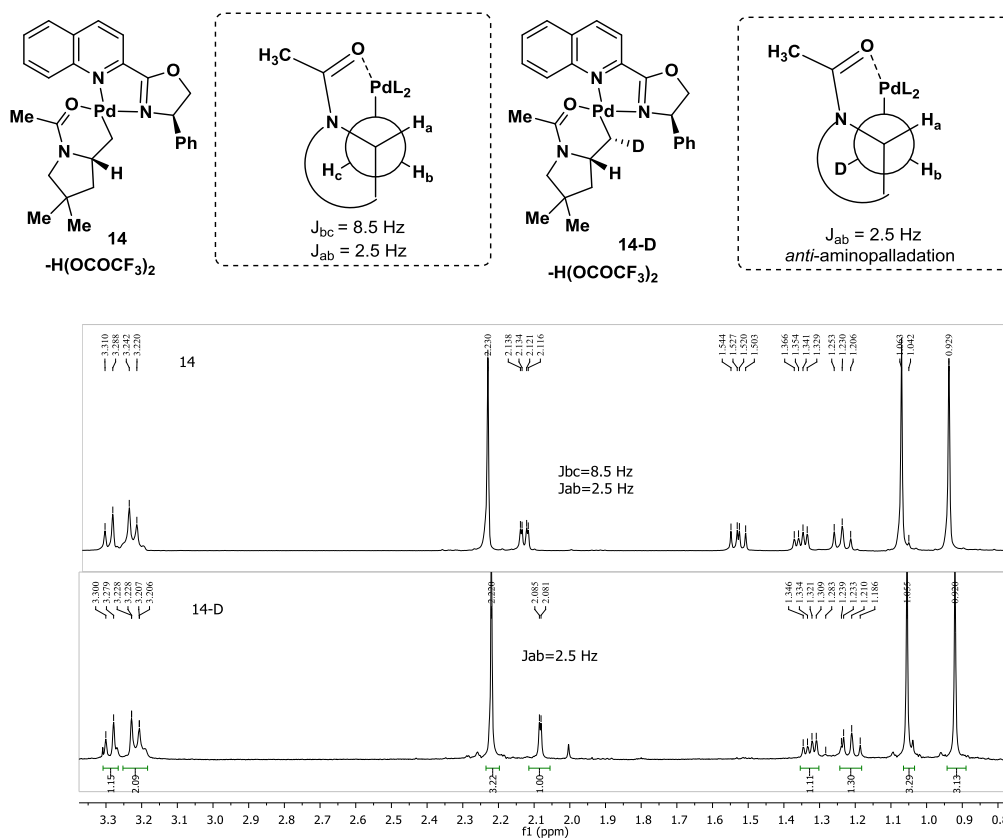 O
N
O
Pd
N
Me
N
H
Ph
Me
Me
14
-H(OCOCF3)2
H3C
O
PdL2
N
Ha
Hc
Hb
Jbc = 8.5 Hz
Jab = 2.5 Hz
O
N
O
Pd
N
Me
D
N
H
Ph
Me
Me
14-D
-H(OCOCF3)2
H3C
O
PdL2
N
Ha
D
Hb
Jab = 2.5 Hz
anti-aminopalladation
3.310 3.288 3.242 3.220 2.230 2.138 2.134 2.121 2.116 1.544 1.527 1.520 1.503 1.366 1.354 1.341 1.329 1.253 1.230 1.206 1.063 1.042 0.929
14
Jbc=8.5 Hz
Jab=2.5 Hz
3.300 3.279 3.228 3.228 3.207 3.206 2.220 2.085 2.081 1.346 1.334 1.321 1.309 1.283 1.239 1.233 1.210 1.186 1.055 0.920
14-D
Jab=2.5 Hz
1.15 2.09 3.22 1.00 1.11 1.30 3.29 3.13
3.3 3.2 3.1 3.0 2.9 2.8 2.7 2.6 2.5 2.4 2.3 2.2 2.1 2.0 1.9 1.8 1.7 1.6 1.5 1.4 1.3 1.2 1.1 1.0 0.9
f1 (ppm)